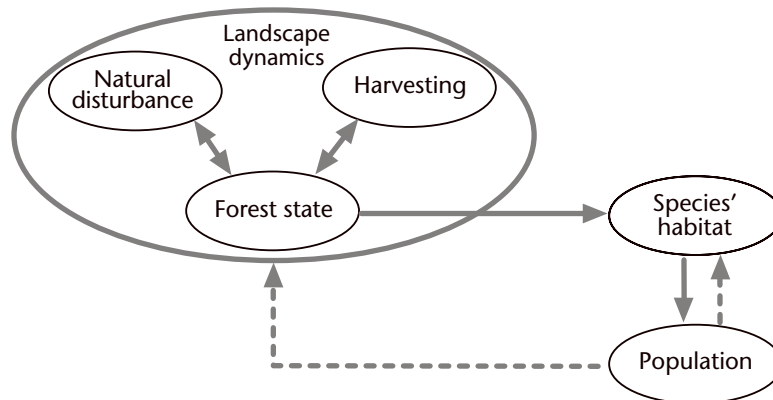 Landscape
dynamics
Natural
disturbance
Harvesting
Forest state
Species’
habitat
Population